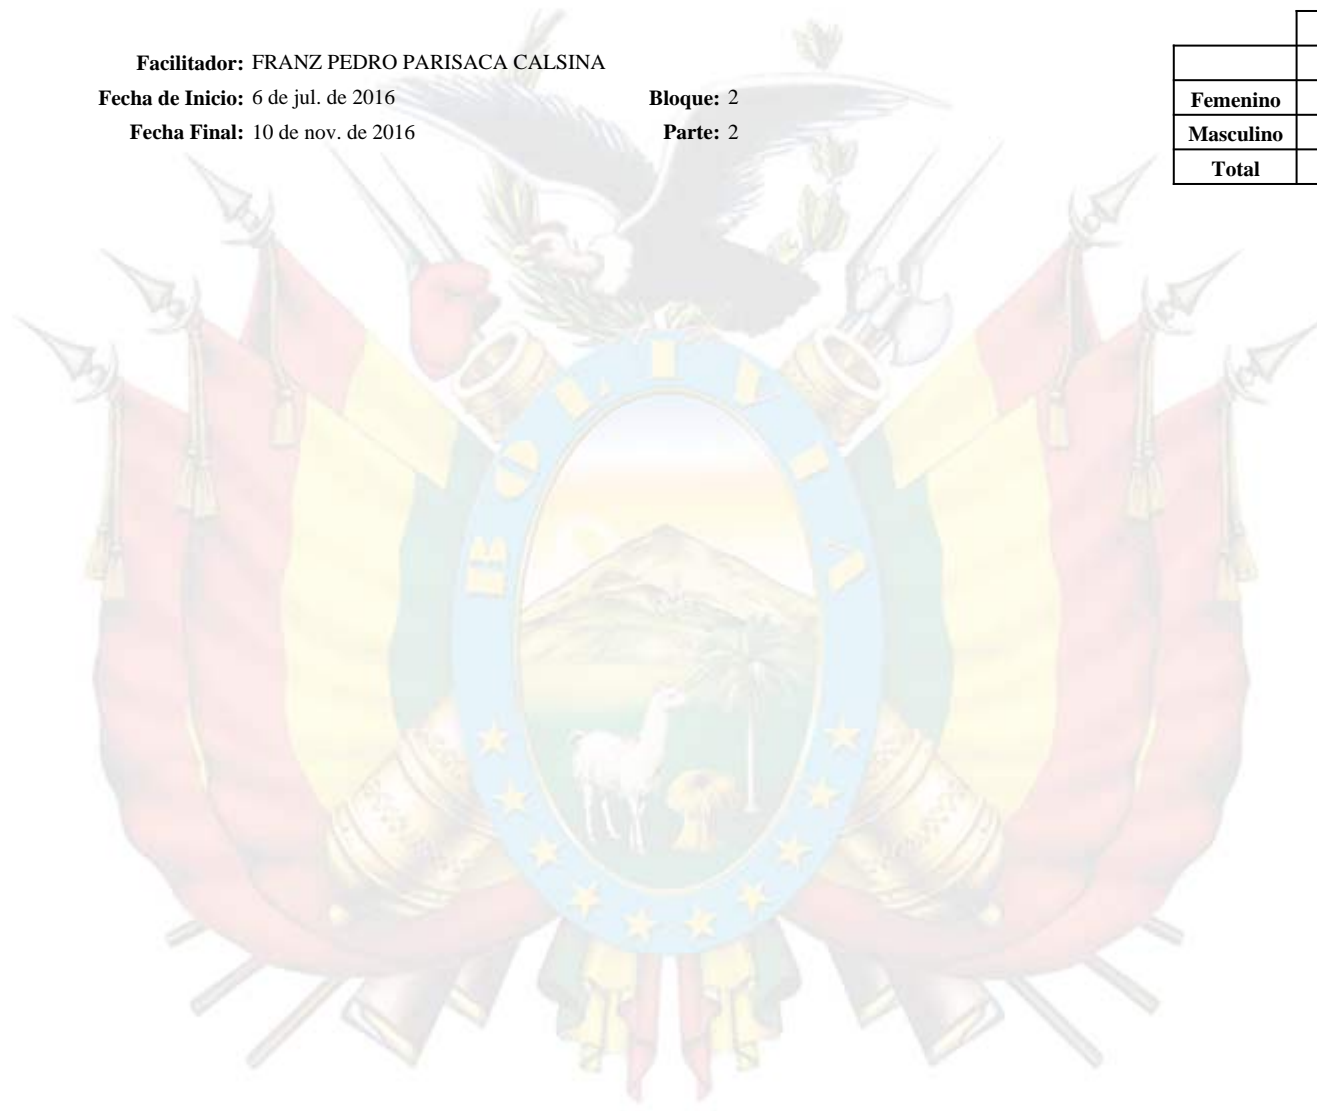 Facilitador: FRANZ PEDRO PARISACA CALSINA
Fecha de Inicio: 6 de jul. de 2016 Bloque: 2
Fecha Final: 10 de nov. de 2016 Parte: 2
Femenino
Masculino
Total
BOLIVIA